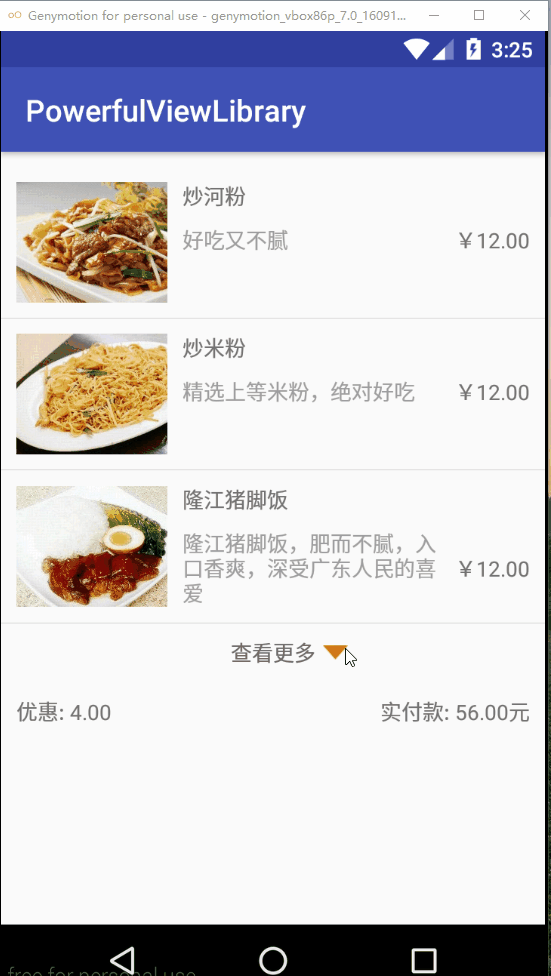 Genymotion for personal use - genymotion_vbox86p_7.0_16091...
3:25
PowerfulViewLibrary
炒河粉
好吃又不腻
￥12.00
炒米粉
精选上等米粉，绝对好吃
￥12.00
隆江猪脚饭
隆江猪脚饭，肥而不腻，入
口香爽，深受广东人民的喜
爱
￥12.00
查看更多
优惠: 4.00
实付款: 56.00元
free for personal use